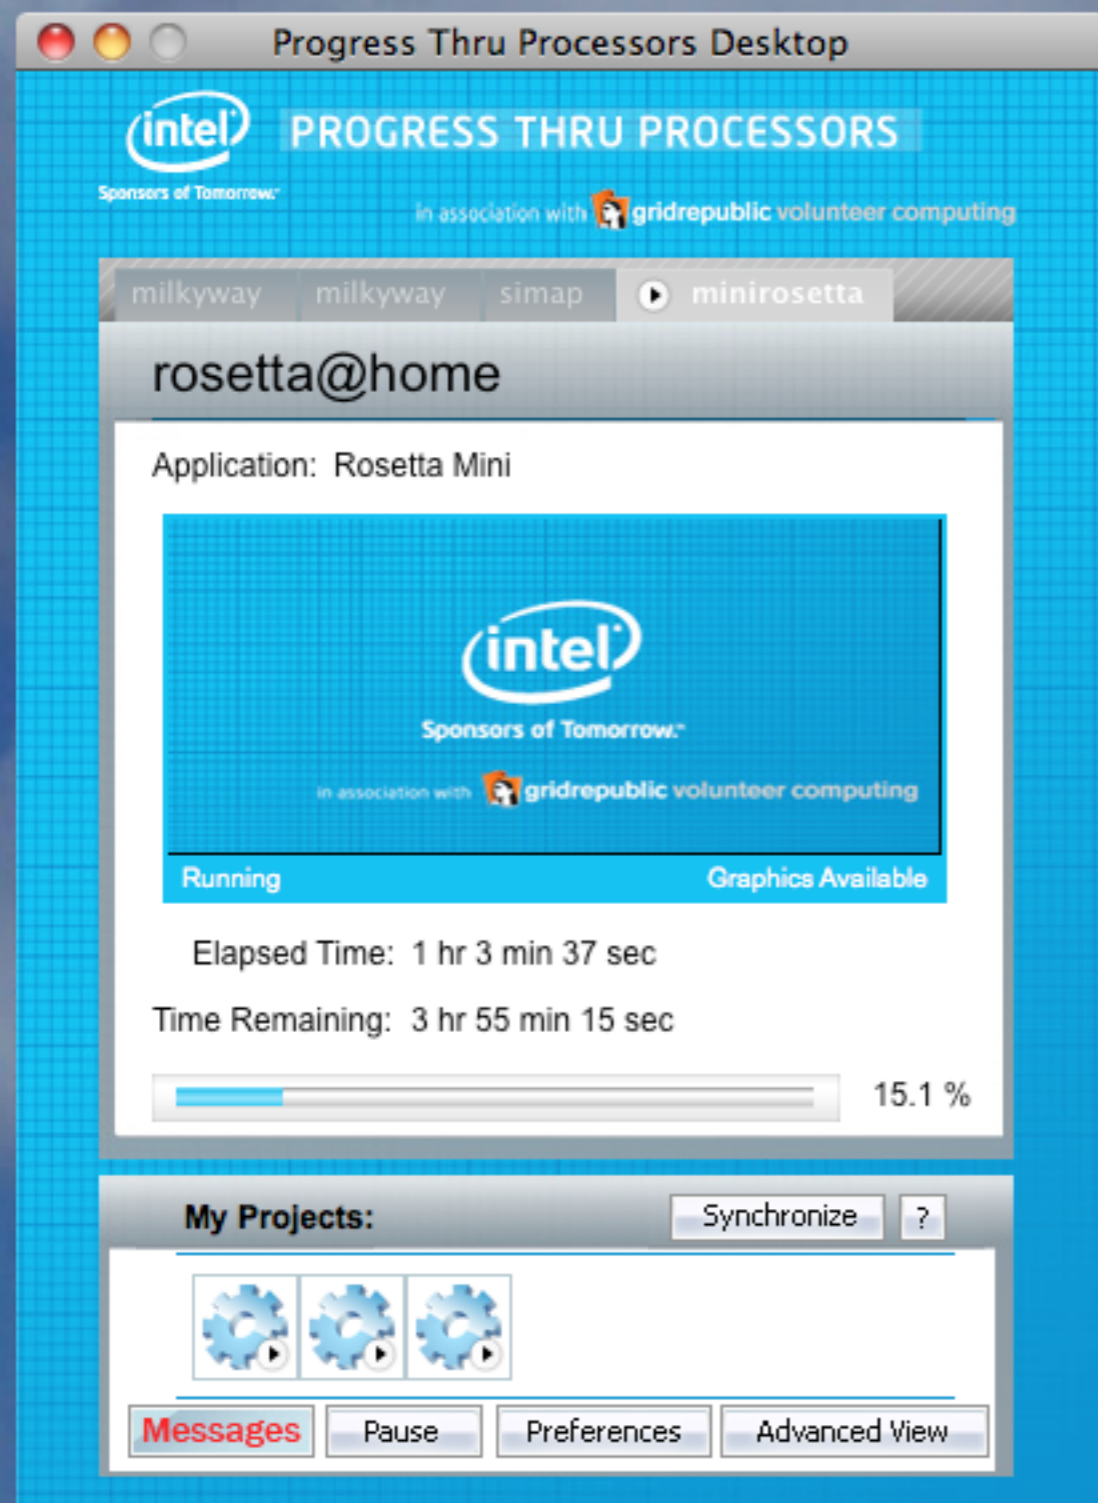 Progress Thru Processors Desktop
intel
PROGRESS THRU PROCESSORS
Sponsors of Tomorrow.™
in association with gridrepublic volunteer computing
milkyway milkyway simap minirosetta
rosetta@home
Application: Rosetta Mini
intel
Sponsors of Tomorrow.™
in association with gridrepublic volunteer computing
Running Graphics Available
Elapsed Time: 1 hr 3 min 37 sec
Time Remaining: 3 hr 55 min 15 sec
15.1 %
My Projects: Synchronize ?
Messages Pause Preferences Advanced View